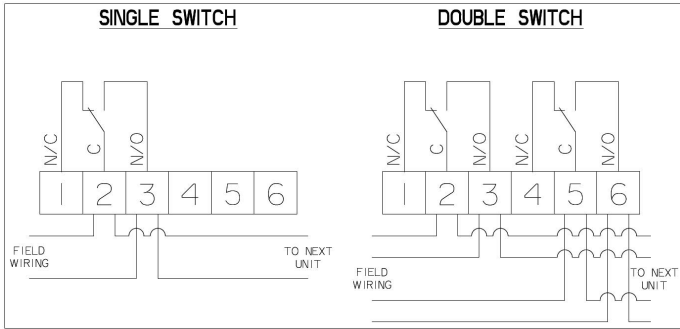 SINGLE SWITCH
N/C
C
N/O
1 2 3 4 5 6
FIELD
WIRING
TO NEXT
UNIT
DOUBLE SWITCH
N/C
C
N/O
N/C
C
N/O
1 2 3 4 5 6
FIELD
WIRING
TO NEXT
UNIT